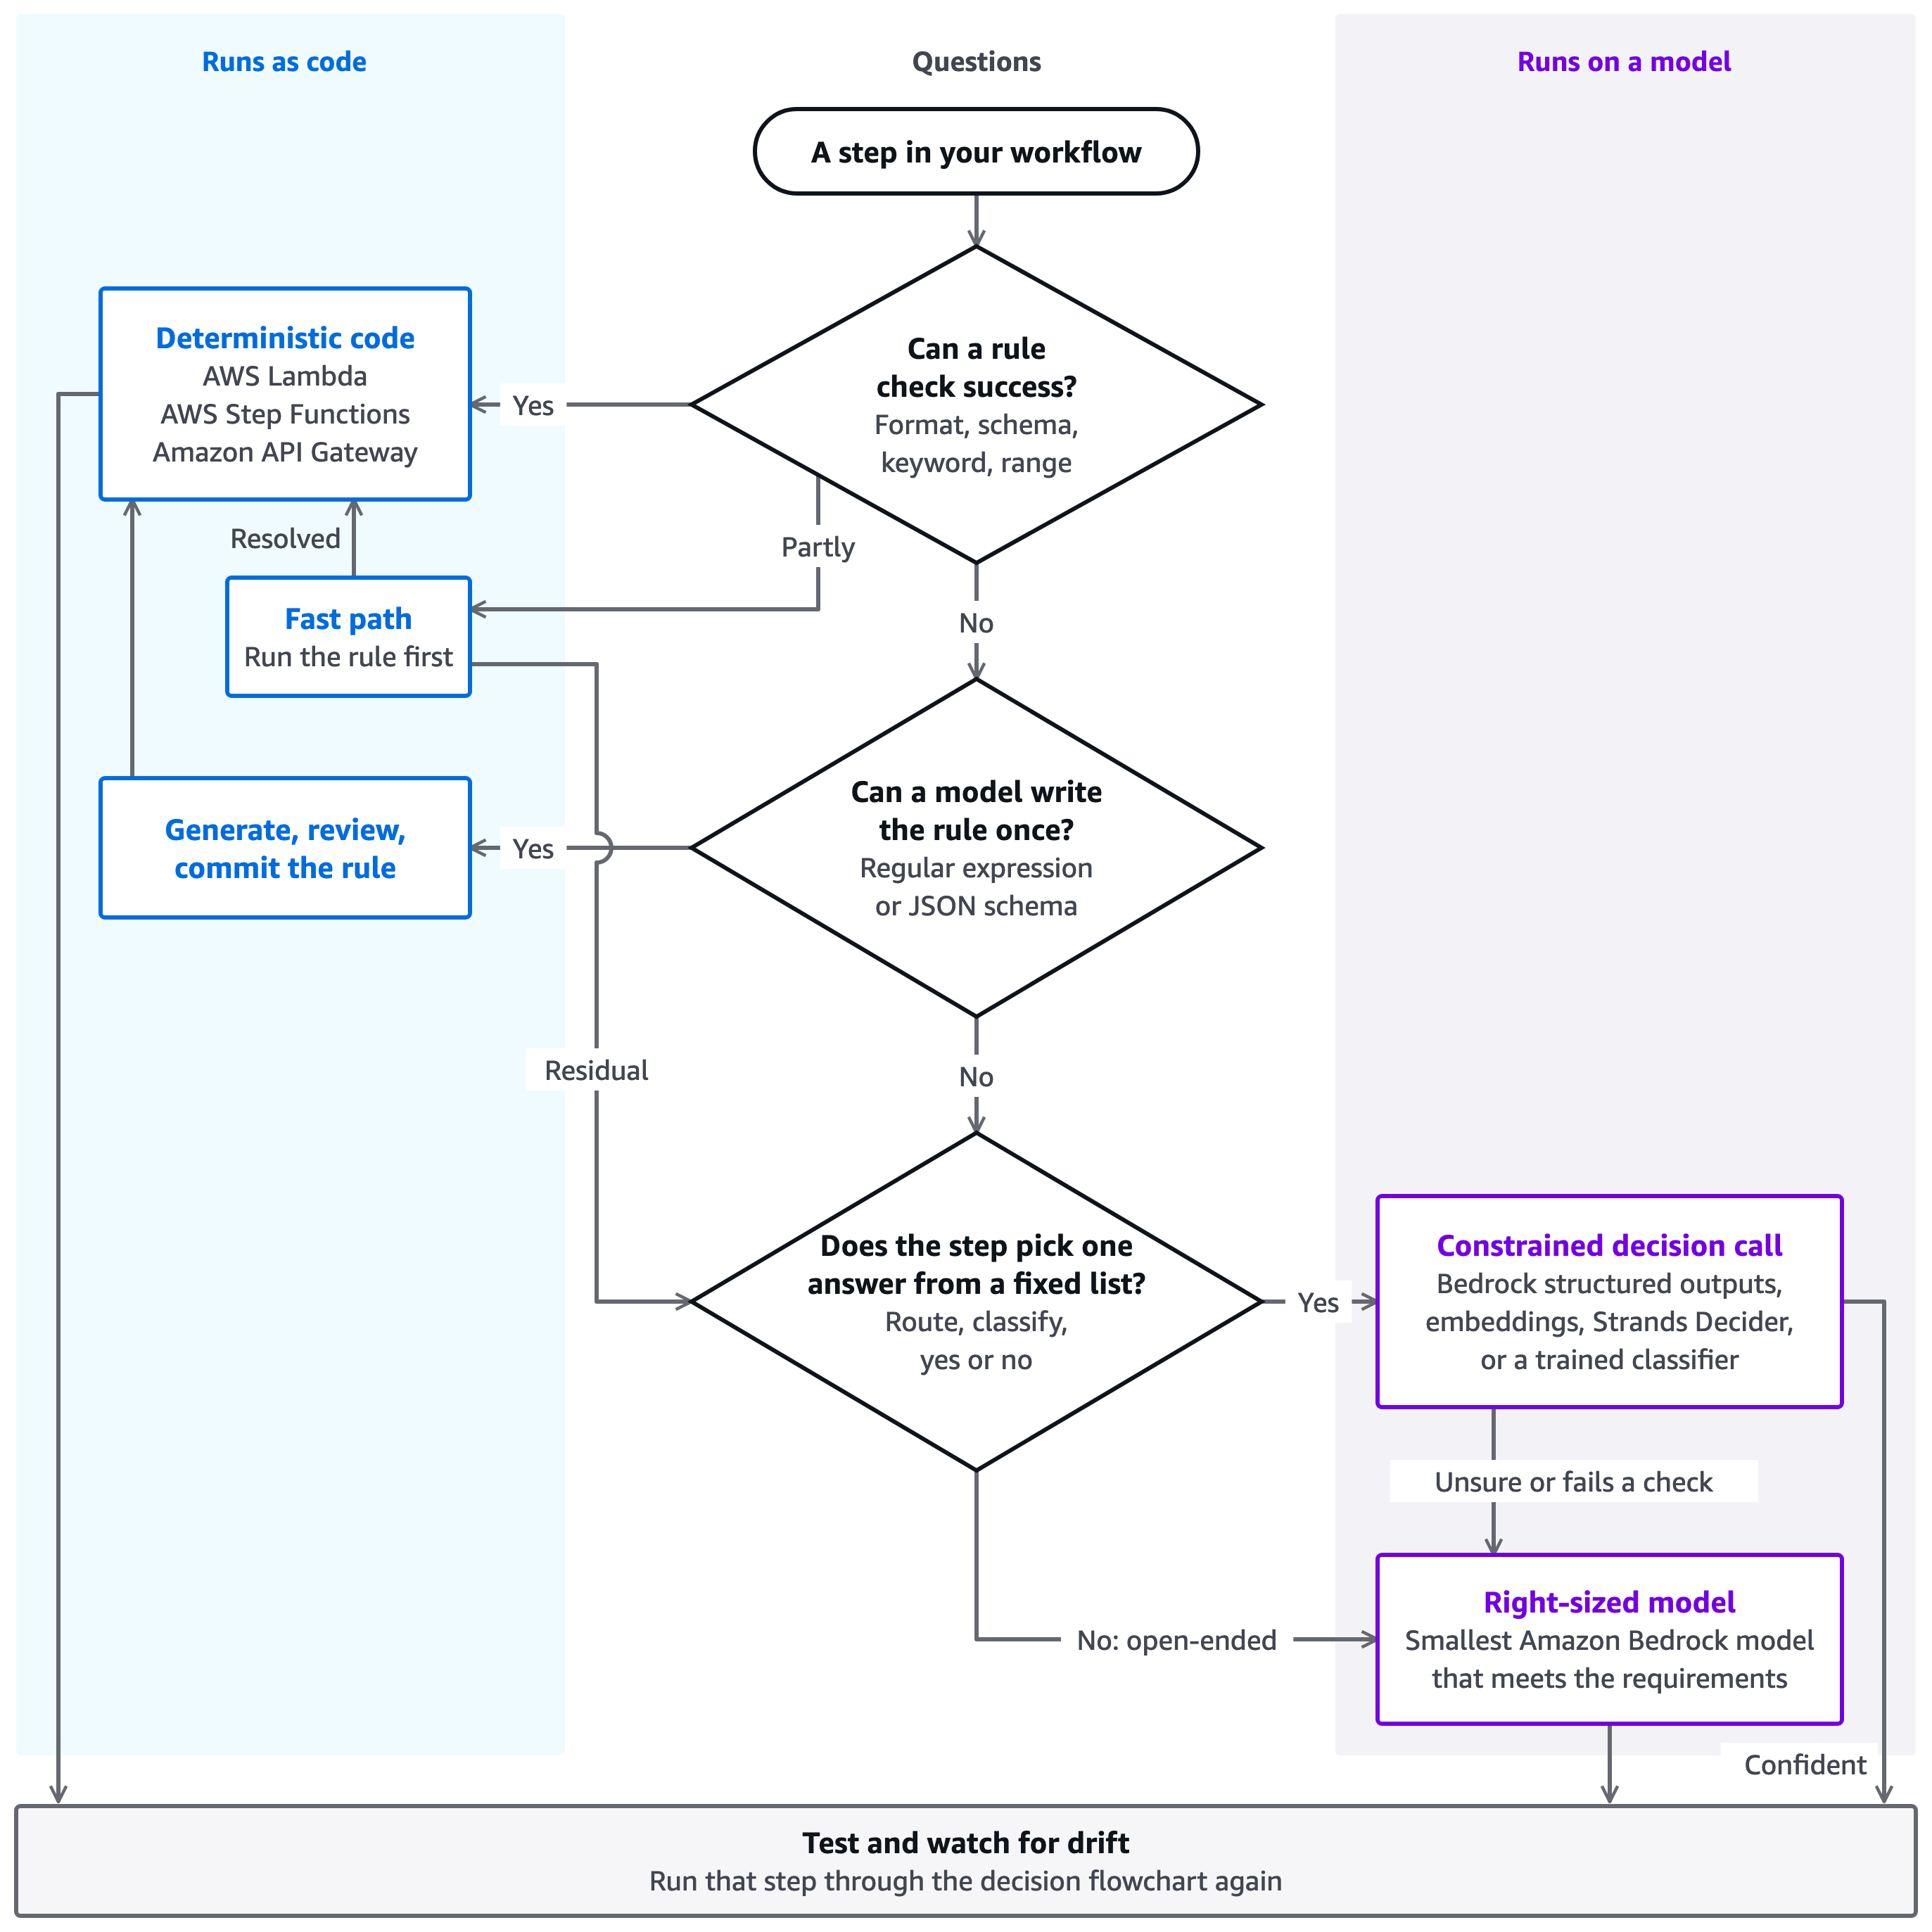 Runs as code
Questions
Runs on a model
A step in your workflow
Can a rule
check success?
Format, schema,
keyword, range
Yes
Deterministic code
AWS Lambda
AWS Step Functions
Amazon API Gateway
Resolved
Partly
Fast path
Run the rule first
No
Can a model write
the rule once?
Regular expression
or JSON schema
Yes
Generate, review,
commit the rule
Residual
No
Does the step pick one
answer from a fixed list?
Route, classify,
yes or no
Yes
Constrained decision call
Bedrock structured outputs,
embeddings, Strands Decider,
or a trained classifier
Unsure or fails a check
No: open-ended
Right-sized model
Smallest Amazon Bedrock model
that meets the requirements
Confident
Test and watch for drift
Run that step through the decision flowchart again